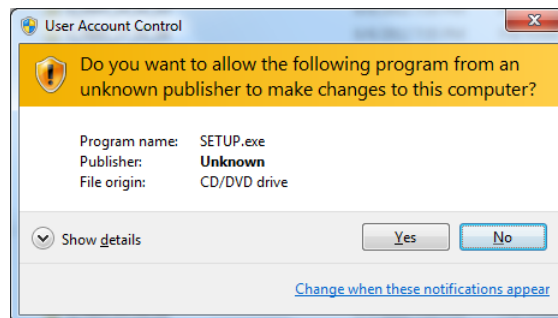 User Account Control
Do you want to allow the following program from an
unknown publisher to make changes to this computer?
Program name: SETUP.exe
Publisher: Unknown
File origin: CD/DVD drive
Show details
Yes
No
Change when these notifications appear